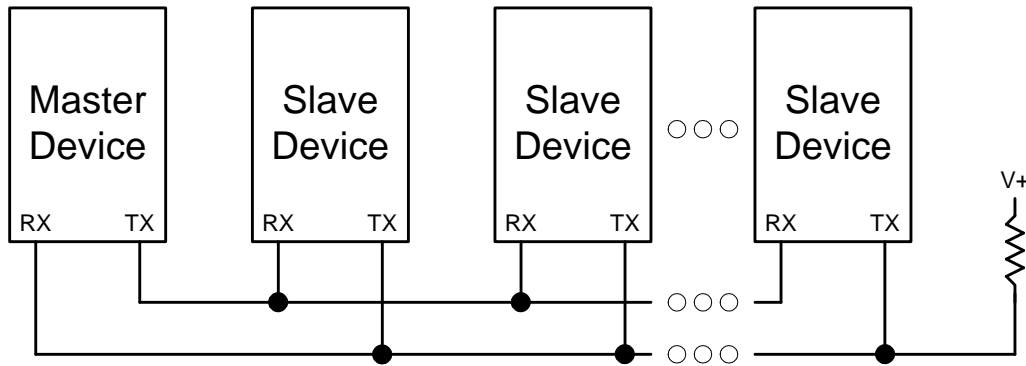 Master
Device
Slave
Device
Slave
Device
Slave
Device
V+
RX TX
RX TX
RX TX
RX TX